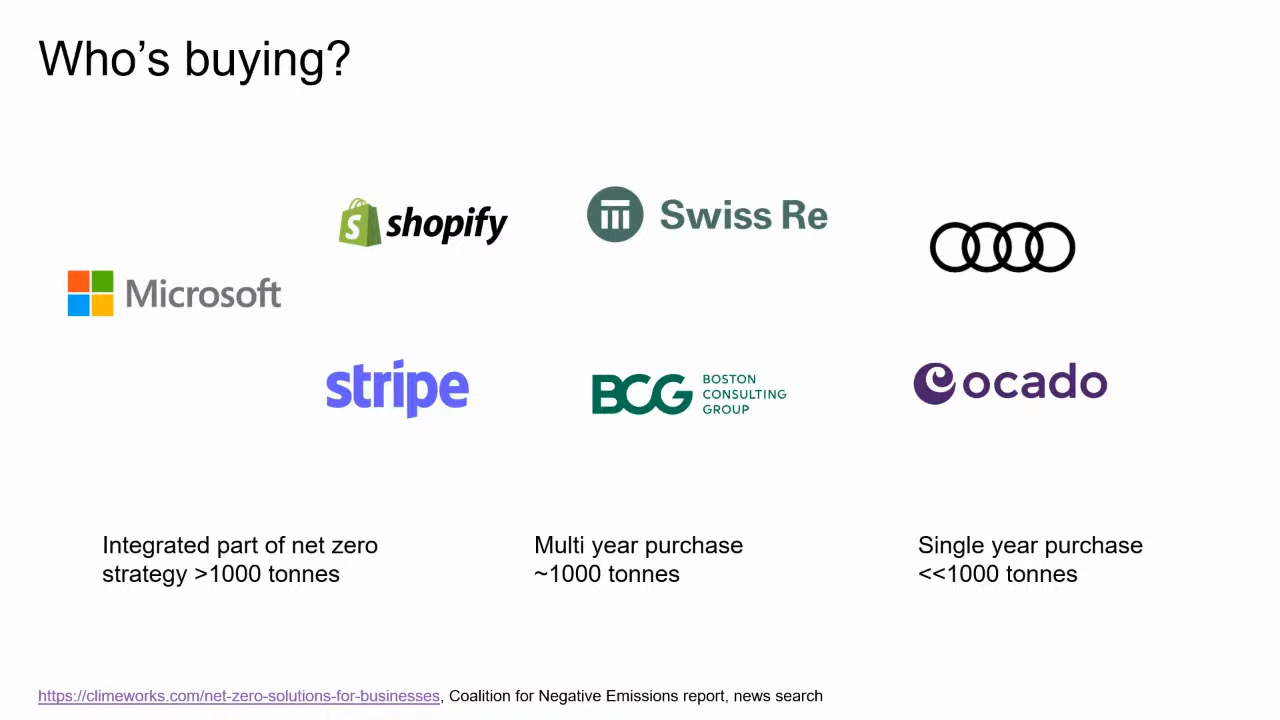 Who's buying?
shopify
Swiss Re
Microsoft
stripe
BCG
BOSTON
CONSULTING
GROUP
ocado
Integrated part of net zero
strategy >1000 tonnes
Multi year purchase
~1000 tonnes
Single year purchase
<<1000 tonnes
https://climeworks.com/net-zero-solutions-for-businesses, Coalition for Negative Emissions report, news search